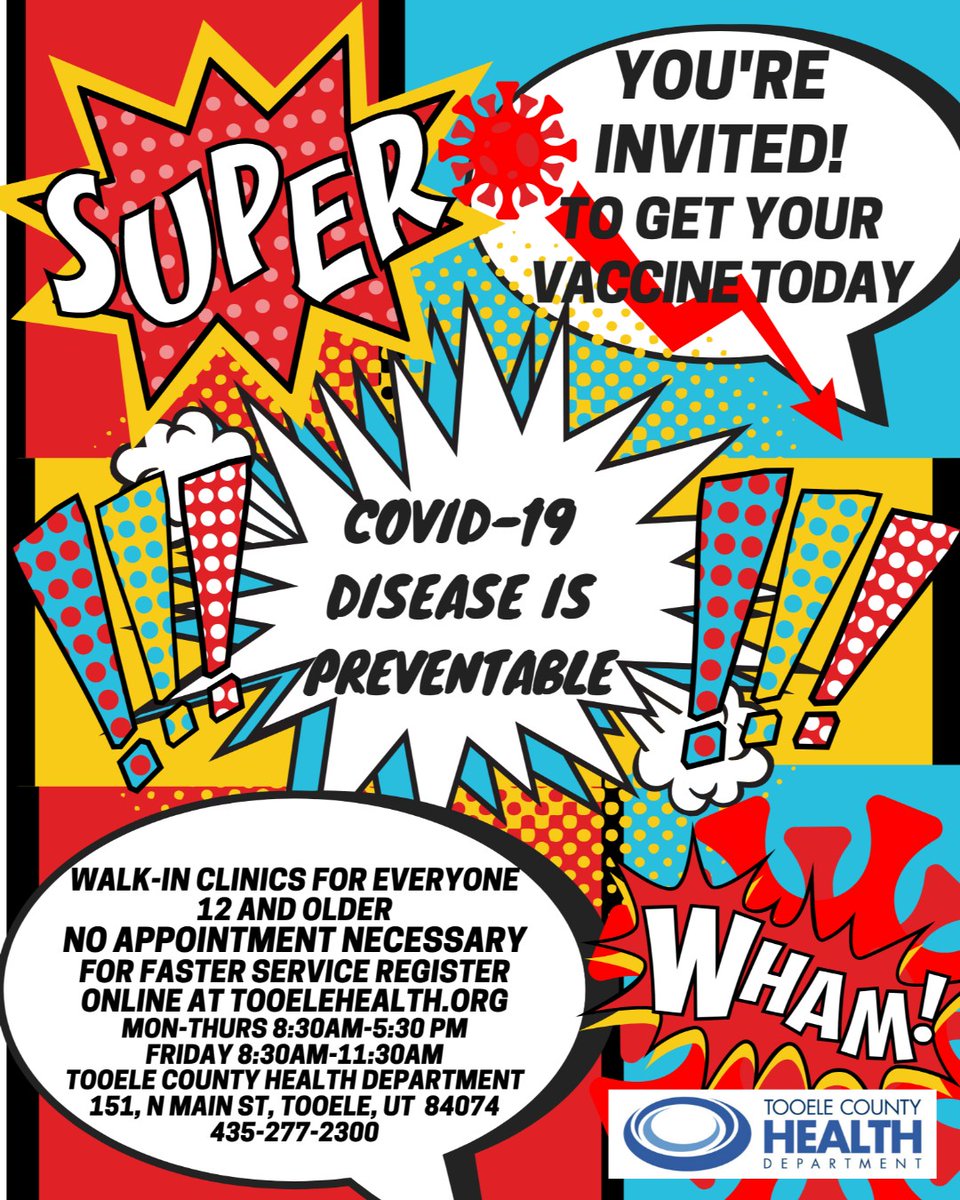 SUPER
YOU'RE
INVITED!
TO GET YOUR
VACCINE TODAY
COVID-19
DISEASE IS
PREVENTABLE
WALK-IN CLINICS FOR EVERYONE
12 AND OLDER
NO APPOINTMENT NECESSARY
FOR FASTER SERVICE REGISTER
ONLINE AT TOOELEHEALTH.ORG
MON-THURS 8:30AM-5:30 PM
FRIDAY 8:30AM-11:30AM
TOOELE COUNTY HEALTH DEPARTMENT
151, N MAIN ST, TOOELE, UT 84074
435-277-2300
WHAM!
TOOELE COUNTY
HEALTH
DEPARTMENT